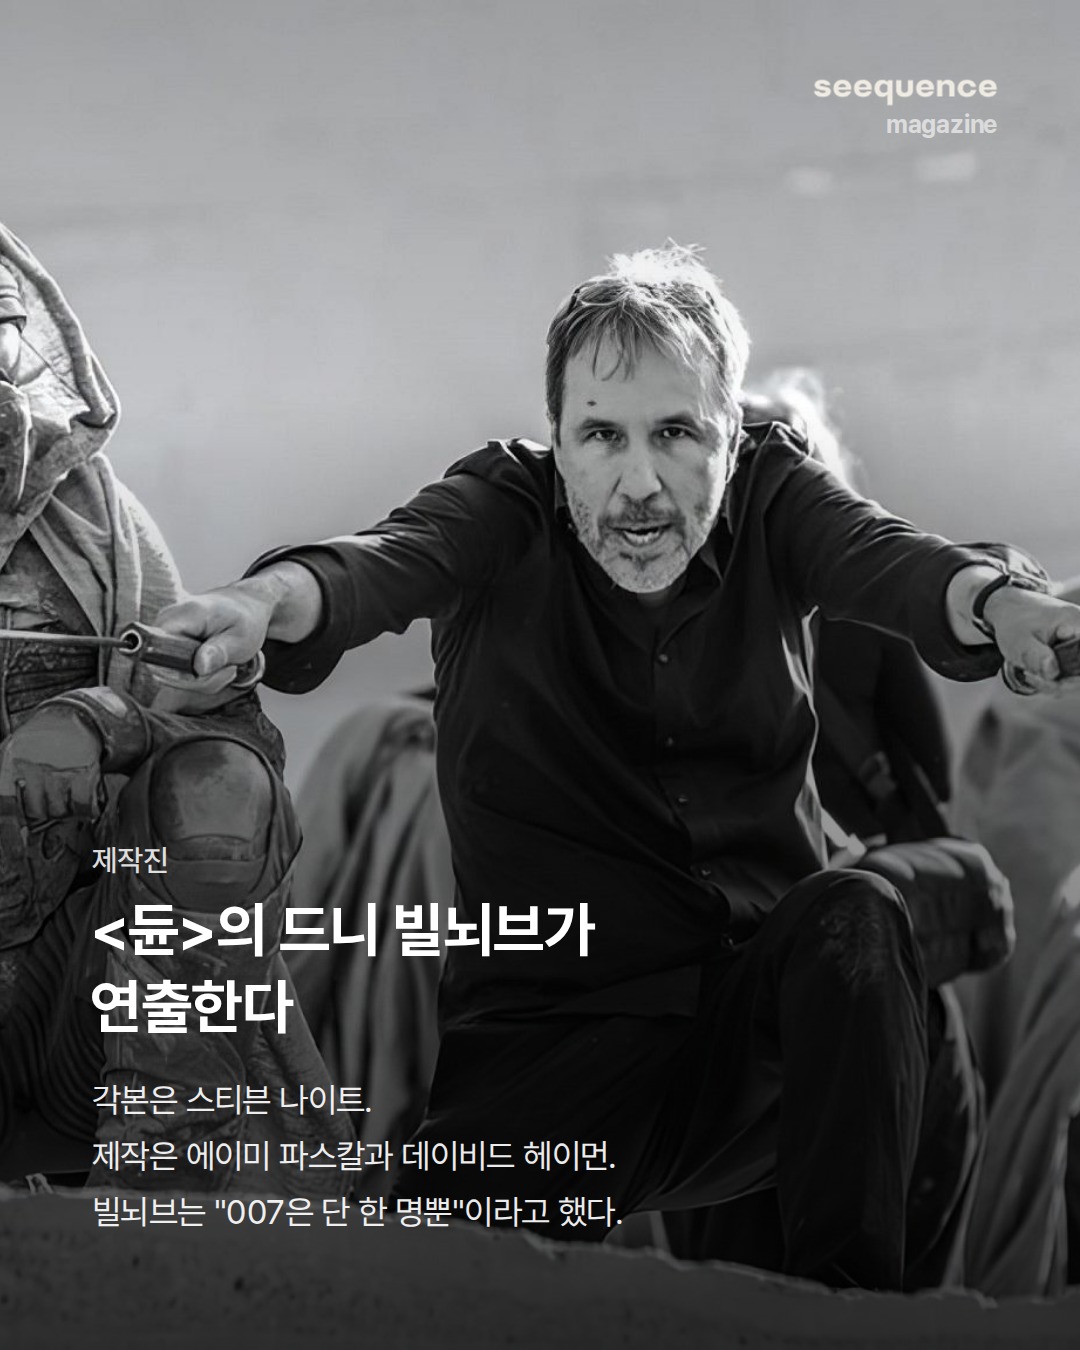 seequence
magazine
제작진
<듄>의 드니 빌뇌브가
연출한다
각본은 스티븐 나이트.
제작은 에이미 파스칼과 데이비드 헤이먼.
빌뇌브는 "007은 단 한 명뿐"이라고 했다.